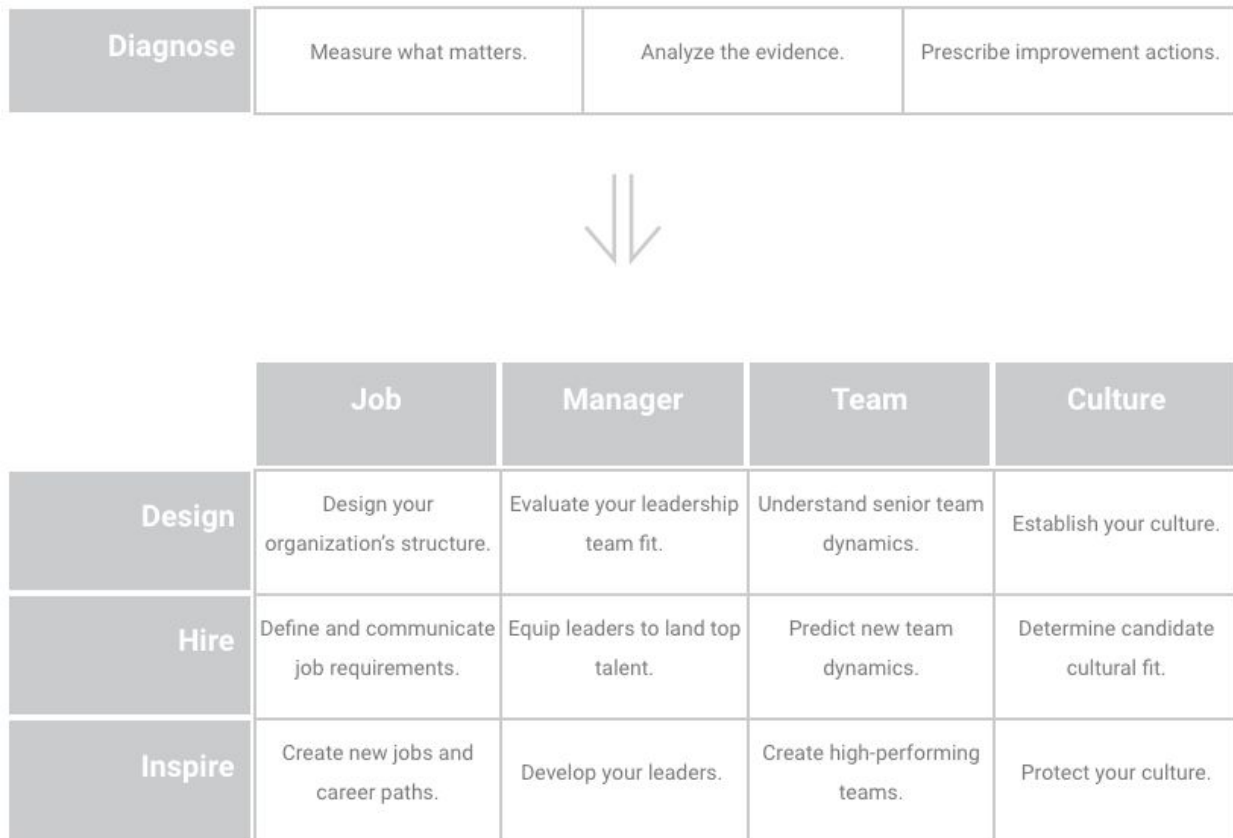 Diagnose
Measure what matters.
Analyze the evidence.
Prescribe improvement actions.
Job
Manager
Team
Culture
Design
Design your
organization’s structure.
Evaluate your leadership
team fit.
Understand senior team
dynamics.
Establish your culture.
Hire
Define and communicate
job requirements.
Equip leaders to land top
talent.
Predict new team
dynamics.
Determine candidate
cultural fit.
Inspire
Create new jobs and
career paths.
Develop your leaders.
Create high-performing
teams.
Protect your culture.